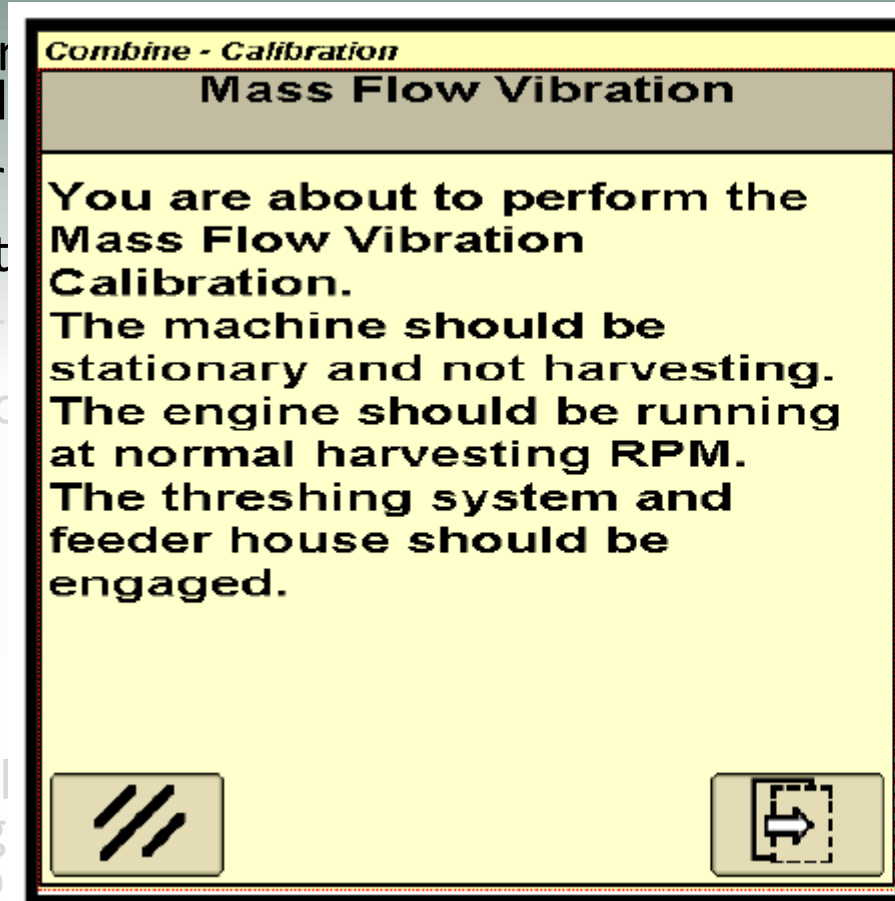 Combine - Calibration
Mass Flow Vibration
You are about to perform the
Mass Flow Vibration
Calibration.
The machine should be
stationary and not harvesting.
The engine should be running
at normal harvesting RPM.
The threshing system and
feeder house should be
engaged.